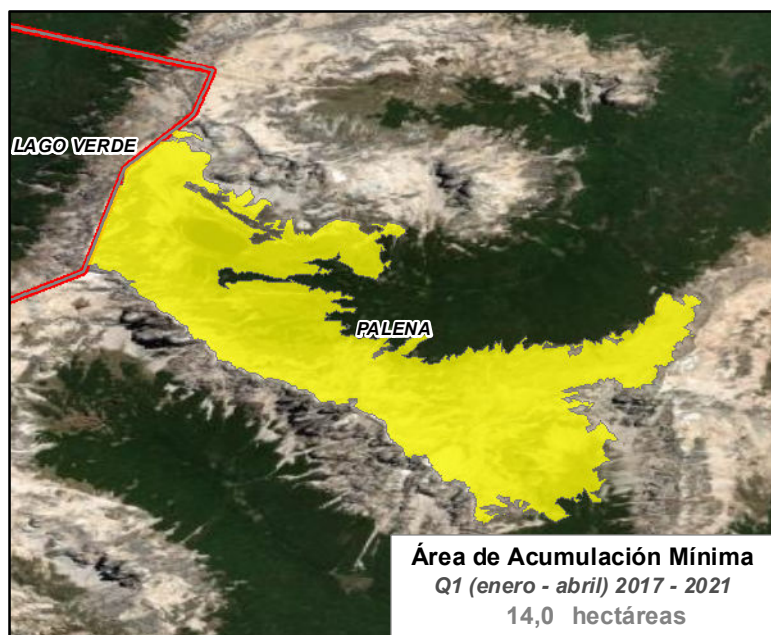 LAGO VERDE
PALENA
Área de Acumulación Mínima
Q1 (enero - abril) 2017 - 2021
14,0 hectáreas